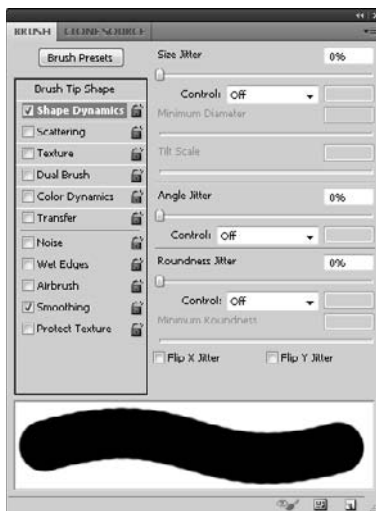 BRUSH CLONE SOURCE
Brush Presets
Brush Tip Shape
Shape Dynamics
Scattering
Texture
Dual Brush
Color Dynamics
Transfer
Noise
Wet Edges
Airbrush
Smoothing
Protect Texture
Size Jitter 0%
Control: Off
Minimum Diameter
Tilt Scale
Angle Jitter 0%
Control: Off
Roundness Jitter 0%
Control: Off
Minimum Roundness
Flip X Jitter Flip Y Jitter